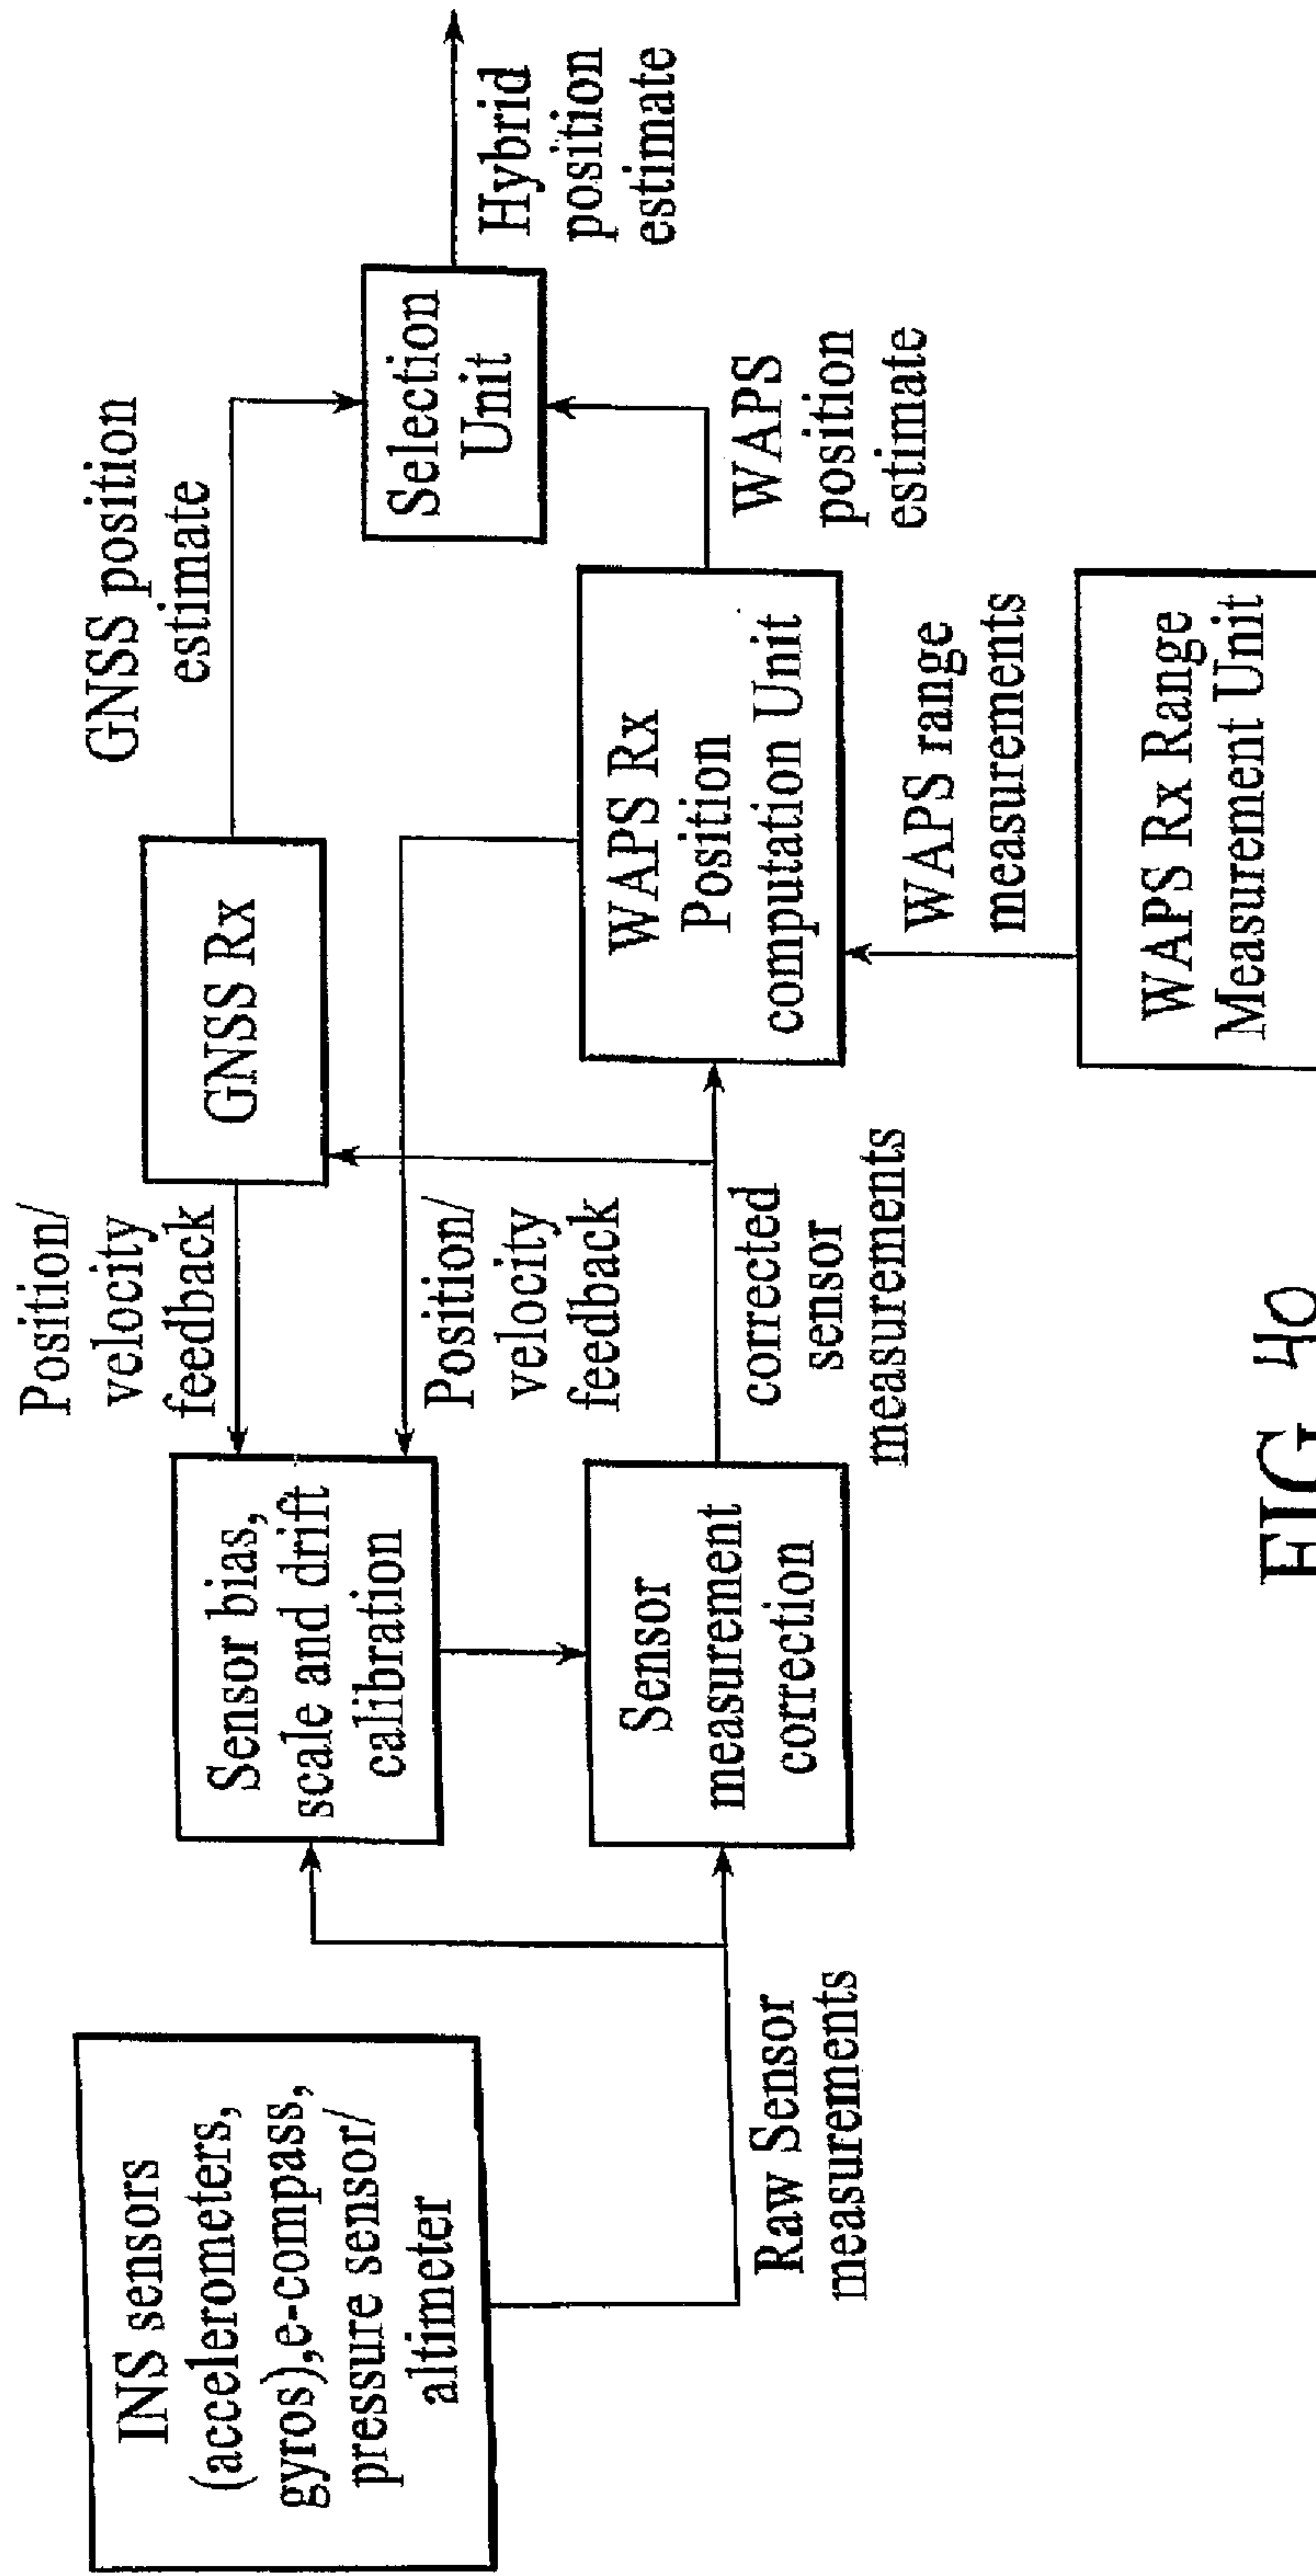 INS sensors
(accelerometers,
gyros),e-compass,
pressure sensor/
altimeter
Raw Sensor
measurements
Sensor bias,
scale and drift
calibration
Sensor
measurement
correction
Position/
velocity
feedback
Position/
velocity
feedback
corrected
sensor
measurements
GNSS Rx
GNSS position
estimate
WAPS Rx
Position
computation Unit
WAPS range
measurements
WAPS Rx Range
Measurement Unit
WAPS
position
estimate
Selection
Unit
Hybrid
position
estimate
FIG 40